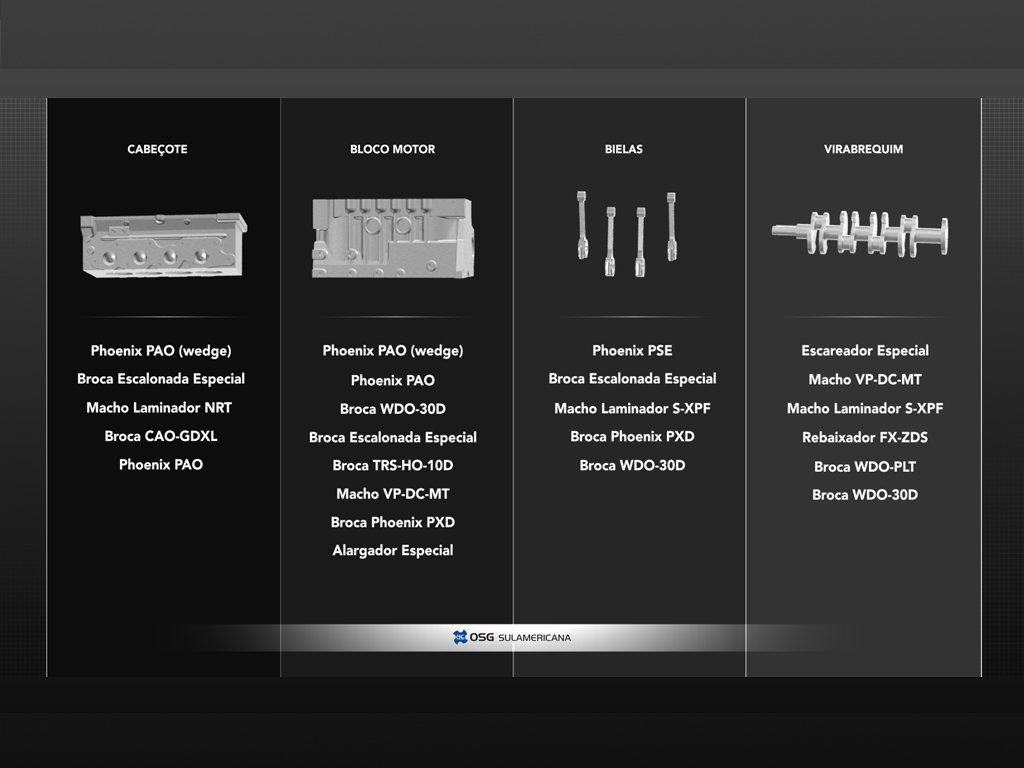 CABEÇOTE
Phoenix PAO (wedge)
Broca Escalonada Especial
Macho Laminador NRT
Broca CAO-GDXL
Phoenix PAO
BLOCO MOTOR
Phoenix PAO (wedge)
Phoenix PAO
Broca WDO-30D
Broca Escalonada Especial
Broca TRS-HO-10D
Macho VP-DC-MT
Broca Phoenix PXD
Alargador Especial
BIELAS
Phoenix PSE
Broca Escalonada Especial
Macho Laminador S-XPF
Broca Phoenix PXD
Broca WDO-30D
VIRABREQUIM
Escareador Especial
Macho VP-DC-MT
Macho Laminador S-XPF
Rebaixador FX-ZDS
Broca WDO-PLT
Broca WDO-30D
OSG SULAMERICANA